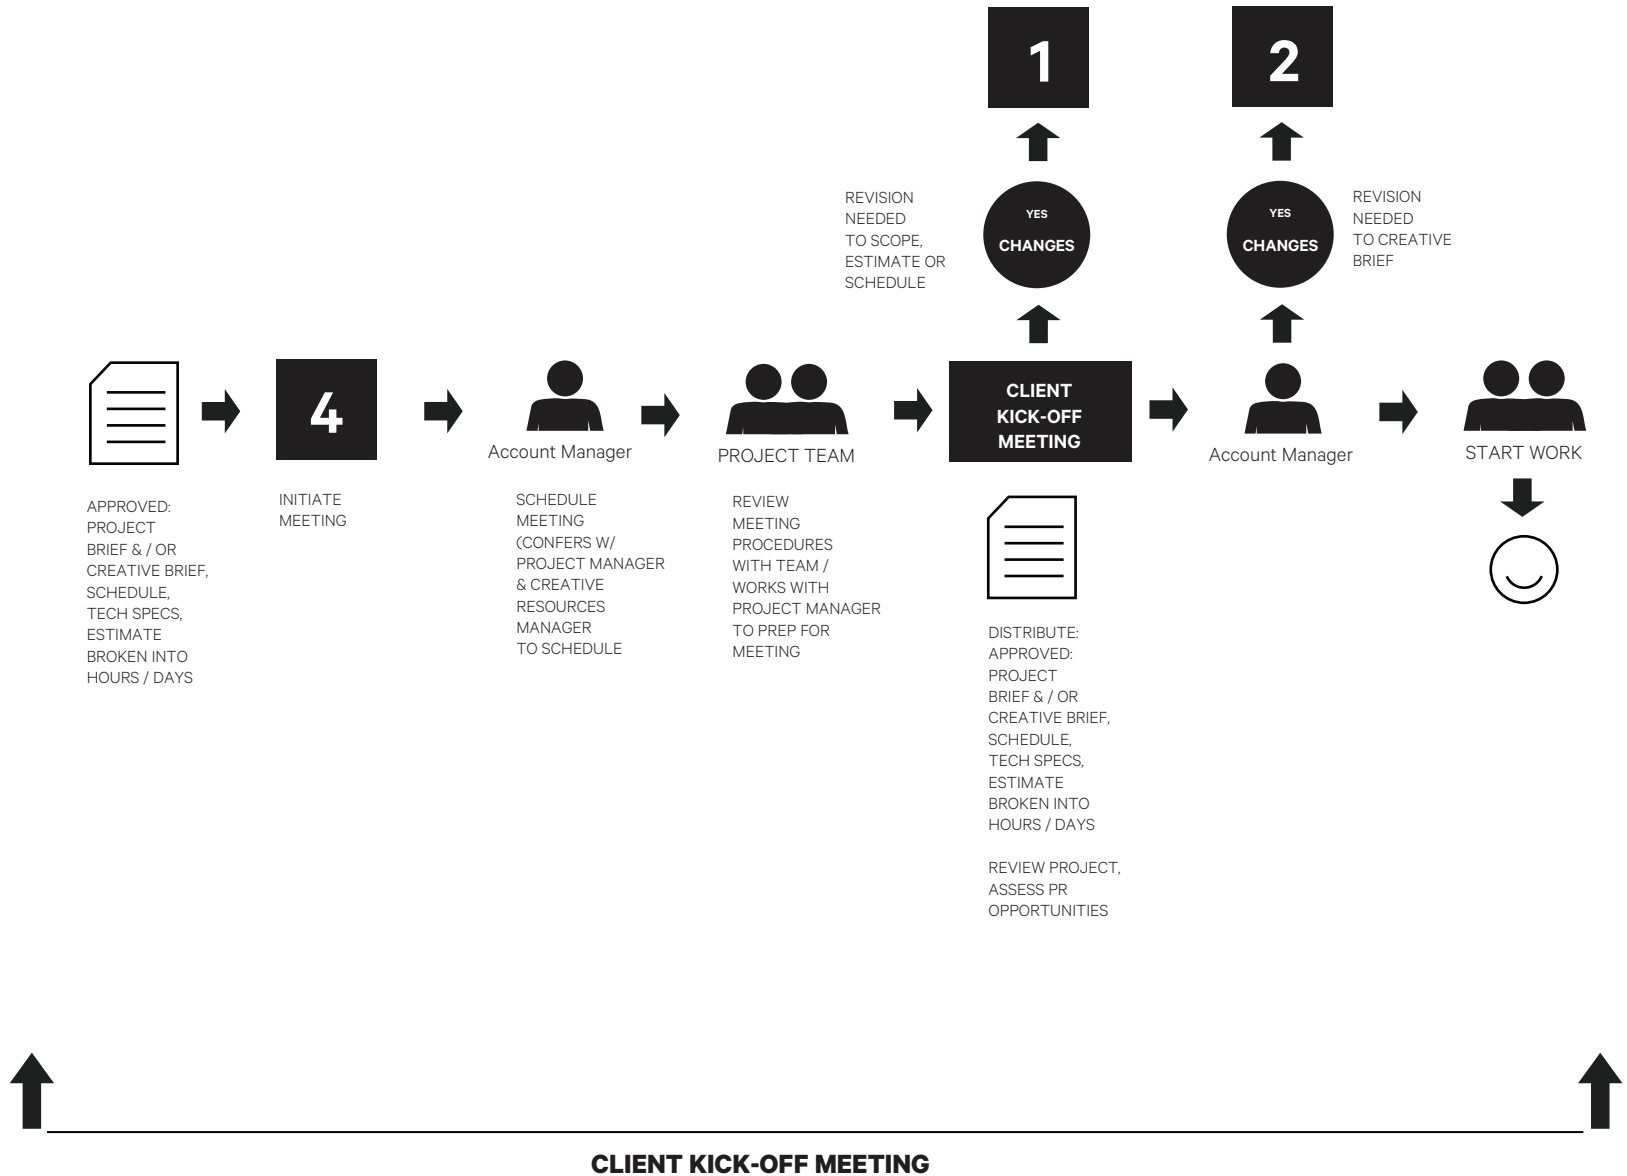 1
2
REVISION
NEEDED
TO SCOPE,
ESTIMATE OR
SCHEDULE
YES
CHANGES
YES
CHANGES
REVISION
NEEDED
TO CREATIVE
BRIEF
APPROVED:
PROJECT
BRIEF & / OR
CREATIVE BRIEF,
SCHEDULE,
TECH SPECS,
ESTIMATE
BROKEN INTO
HOURS / DAYS
4
INITIATE
MEETING
Account Manager
SCHEDULE
MEETING
(CONFERS W/
PROJECT MANAGER
& CREATIVE
RESOURCES
MANAGER
TO SCHEDULE
PROJECT TEAM
REVIEW
MEETING
PROCEDURES
WITH TEAM /
WORKS WITH
PROJECT MANAGER
TO PREP FOR
MEETING
CLIENT
KICK-OFF
MEETING
DISTRIBUTE:
APPROVED:
PROJECT
BRIEF & / OR
CREATIVE BRIEF,
SCHEDULE,
TECH SPECS,
ESTIMATE
BROKEN INTO
HOURS / DAYS
REVIEW PROJECT,
ASSESS PR
OPPORTUNITIES
Account Manager
START WORK
CLIENT KICK-OFF MEETING